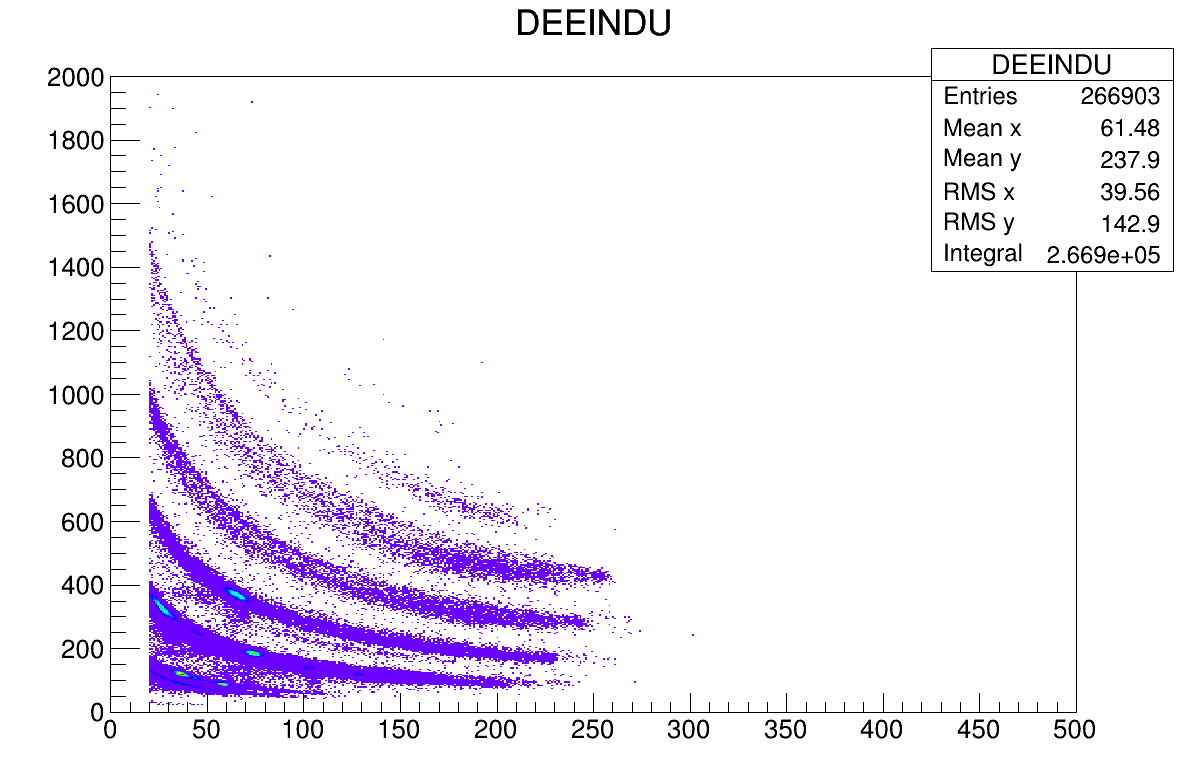 DEEINDU
DEEINDU
Entries 266903
Mean x 61.48
Mean y 237.9
RMS x 39.56
RMS y 142.9
Integral 2.669e+05
2000
1800
1600
1400
1200
1000
800
600
400
200
0
0 50 100 150 200 250 300 350 400 450 500